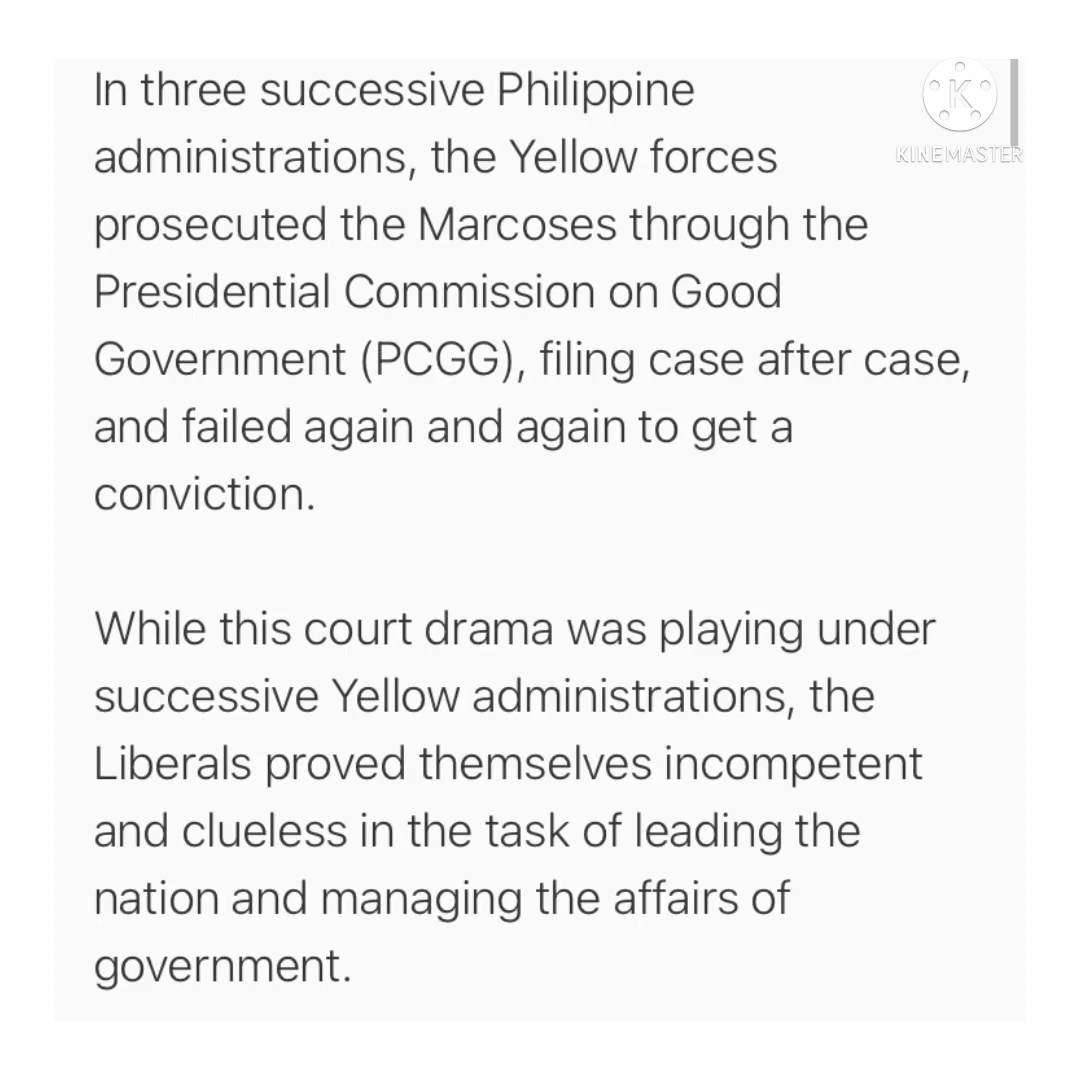 In three successive Philippine
administrations, the Yellow forces
prosecuted the Marcoses through the
Presidential Commission on Good
Government (PCGG), filing case after case,
and failed again and again to get a
conviction.
While this court drama was playing under
successive Yellow administrations, the
Liberals proved themselves incompetent
and clueless in the task of leading the
nation and managing the affairs of
government.
K
KINEMASTER